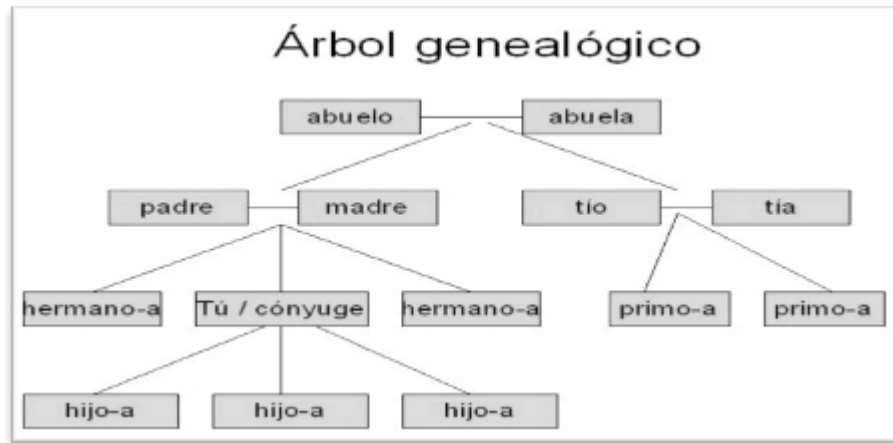 Árbol genealógico
abuelo abuela
padre madre tío tía
hermano-a Tú / cónyuge hermano-a primo-a primo-a
hijo-a hijo-a hijo-a